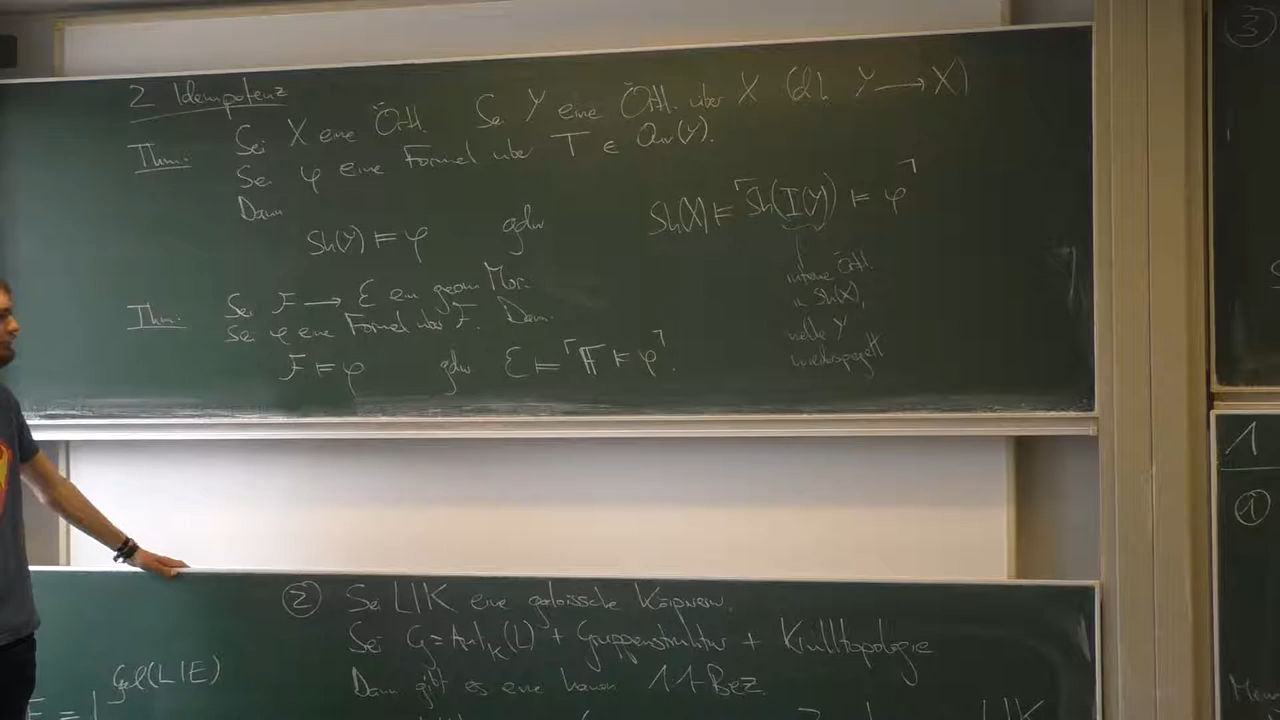 2 Idempotenz
Thm: Sei X eine Örtl. Sei Y eine Örtl. über X (d.h. Y → X)
Sei φ eine Formel über T ∈ Ouv(Y).
Dann
Sh(Y) ⊨ φ gdw Sh(X) ⊨ ⌜Sh(I(Y)) ⊨ φ⌝
interne Örtl.
in Sh(X),
welche Y
wiederspiegelt
Thm: Sei F → E ein geom Mor.
Sei φ eine Formel über F. Dann
F ⊨ φ gdw E ⊨ ⌜𝔽 ⊨ φ⌝.
② Sei L|K eine galoissche Körpererw.
Sei G = Aut_K(L) + Gruppenstruktur + Krulltopologie
Dann gibt es eine kanon 1:1-Bez.
Gal(L|E)
L|K
③
1
①